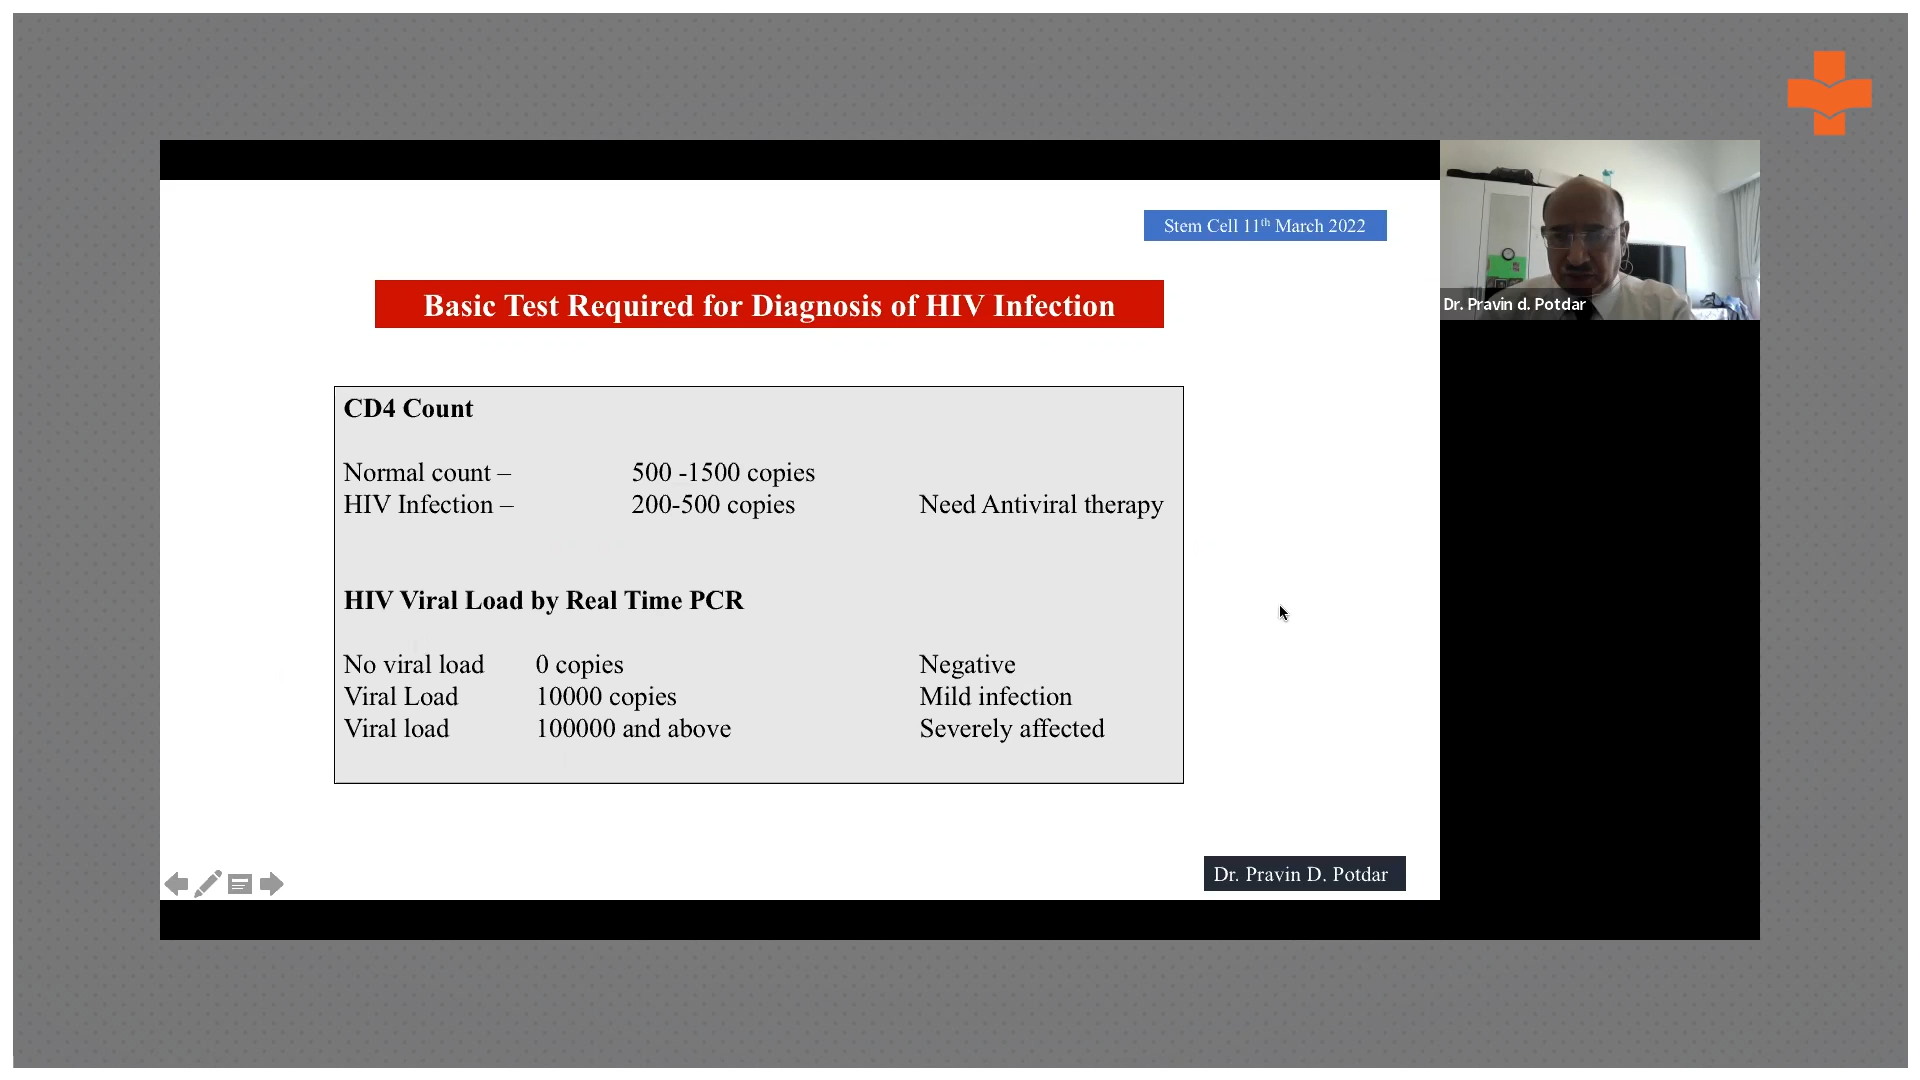 Stem Cell 11th March 2022
Basic Test Required for Diagnosis of HIV Infection
CD4 Count
Normal count – 500 -1500 copies
HIV Infection – 200-500 copies Need Antiviral therapy
HIV Viral Load by Real Time PCR
No viral load 0 copies Negative
Viral Load 10000 copies Mild infection
Viral load 100000 and above Severely affected
Dr. Pravin D. Potdar
Dr. Pravin d. Potdar